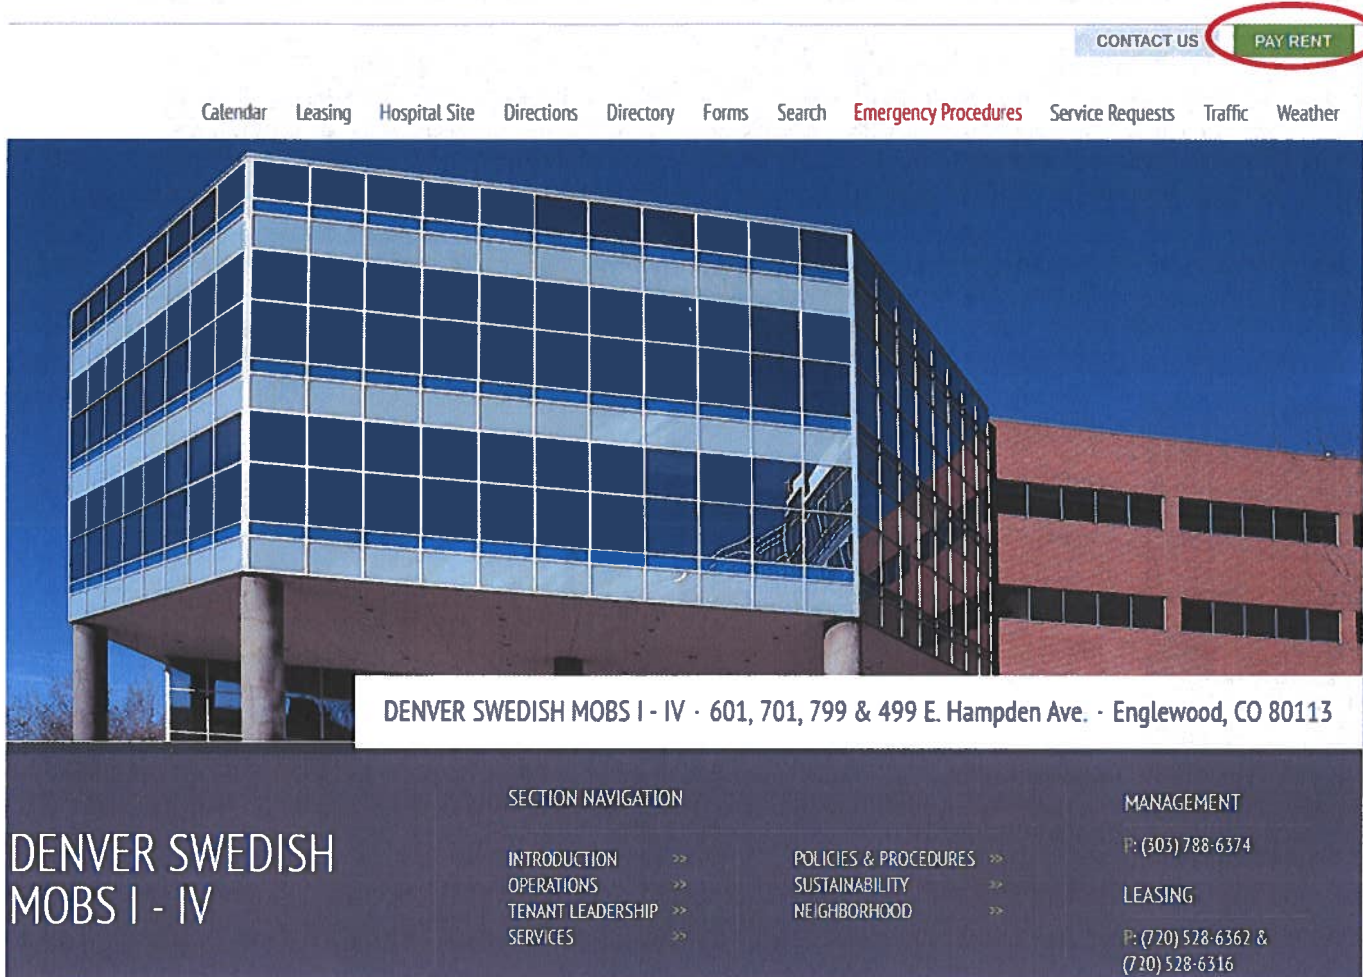 CONTACT US
PAY RENT
Calendar Leasing Hospital Site Directions Directory Forms Search Emergency Procedures Service Requests Traffic Weather
DENVER SWEDISH MOBS I - IV · 601, 701, 799 & 499 E. Hampden Ave. · Englewood, CO 80113
DENVER SWEDISH
MOBS I - IV
SECTION NAVIGATION
INTRODUCTION >>
OPERATIONS >>
TENANT LEADERSHIP >>
SERVICES >>
POLICIES & PROCEDURES >>
SUSTAINABILITY >>
NEIGHBORHOOD >>
MANAGEMENT
P: (303) 788-6374
LEASING
P: (720) 528-6362 &
(720) 528-6316